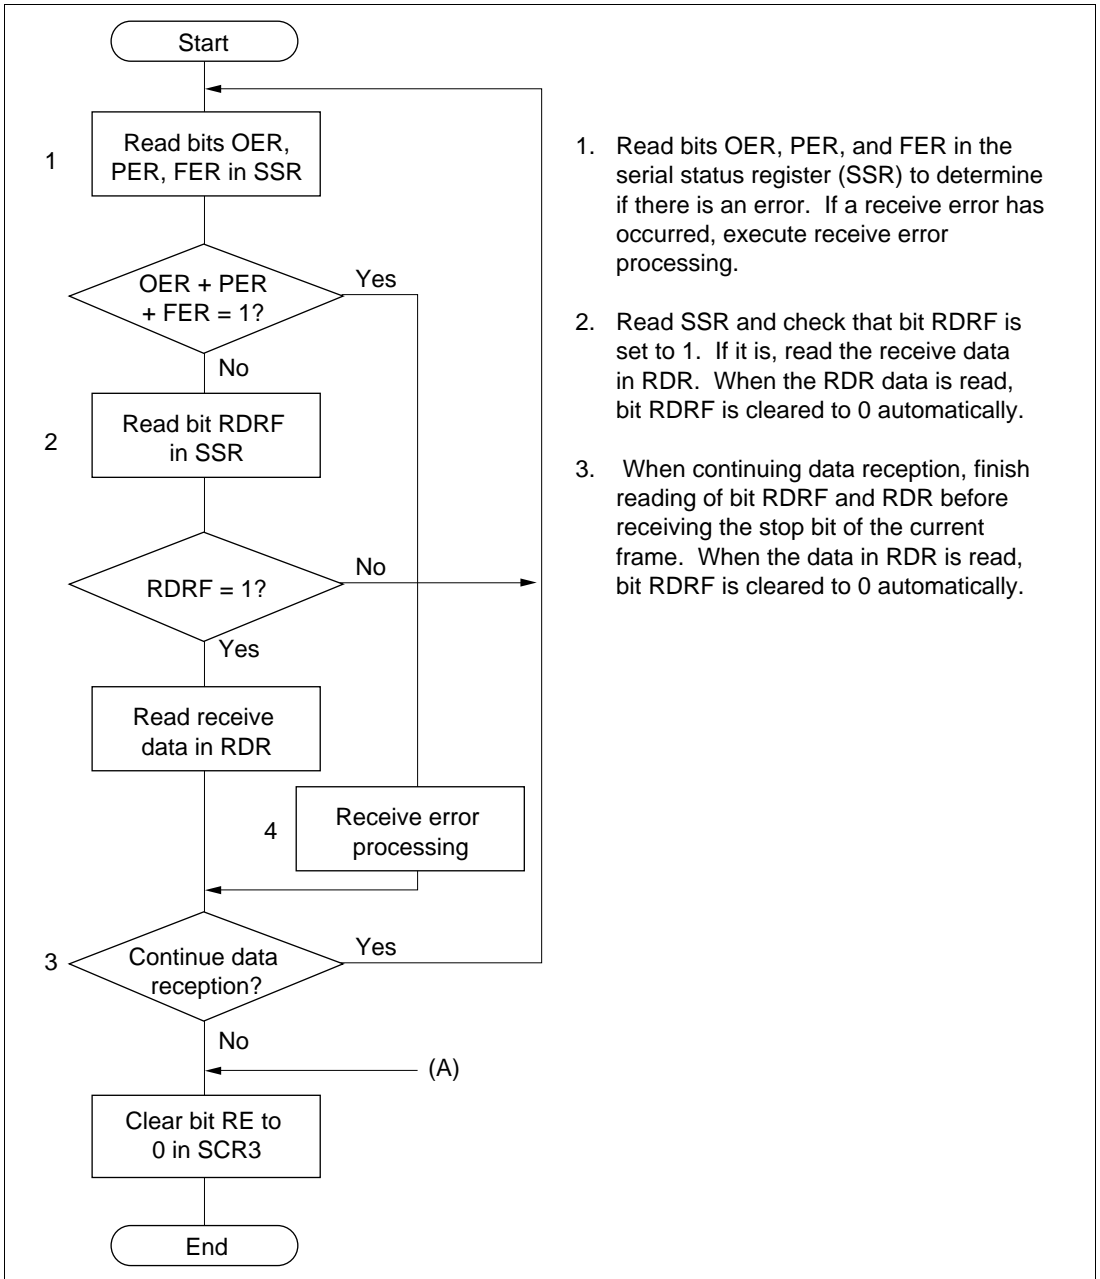 Start
1
Read bits OER,
PER, FER in SSR
OER + PER
+ FER = 1?
Yes
No
2
Read bit RDRF
in SSR
RDRF = 1?
No
Yes
Read receive
data in RDR
4
Receive error
processing
3
Continue data
reception?
Yes
No
(A)
Clear bit RE to
0 in SCR3
End
1. Read bits OER, PER, and FER in the
serial status register (SSR) to determine
if there is an error. If a receive error has
occurred, execute receive error
processing.
2. Read SSR and check that bit RDRF is
set to 1. If it is, read the receive data
in RDR. When the RDR data is read,
bit RDRF is cleared to 0 automatically.
3. When continuing data reception, finish
reading of bit RDRF and RDR before
receiving the stop bit of the current
frame. When the data in RDR is read,
bit RDRF is cleared to 0 automatically.